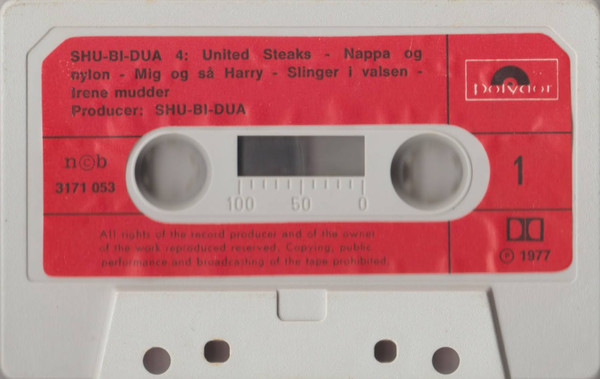 SHU-BI-DUA 4: United Steaks - Nappa og
nylon - Mig og så Harry - Slinger i valsen -
Irene mudder
Producer: SHU-BI-DUA
polydor
n©b
3171 053
1
100 50 0
All rights of the record producer and of the owner
of the work reproduced reserved. Copying, public
performance and broadcasting of the tape prohibited
℗ 1977